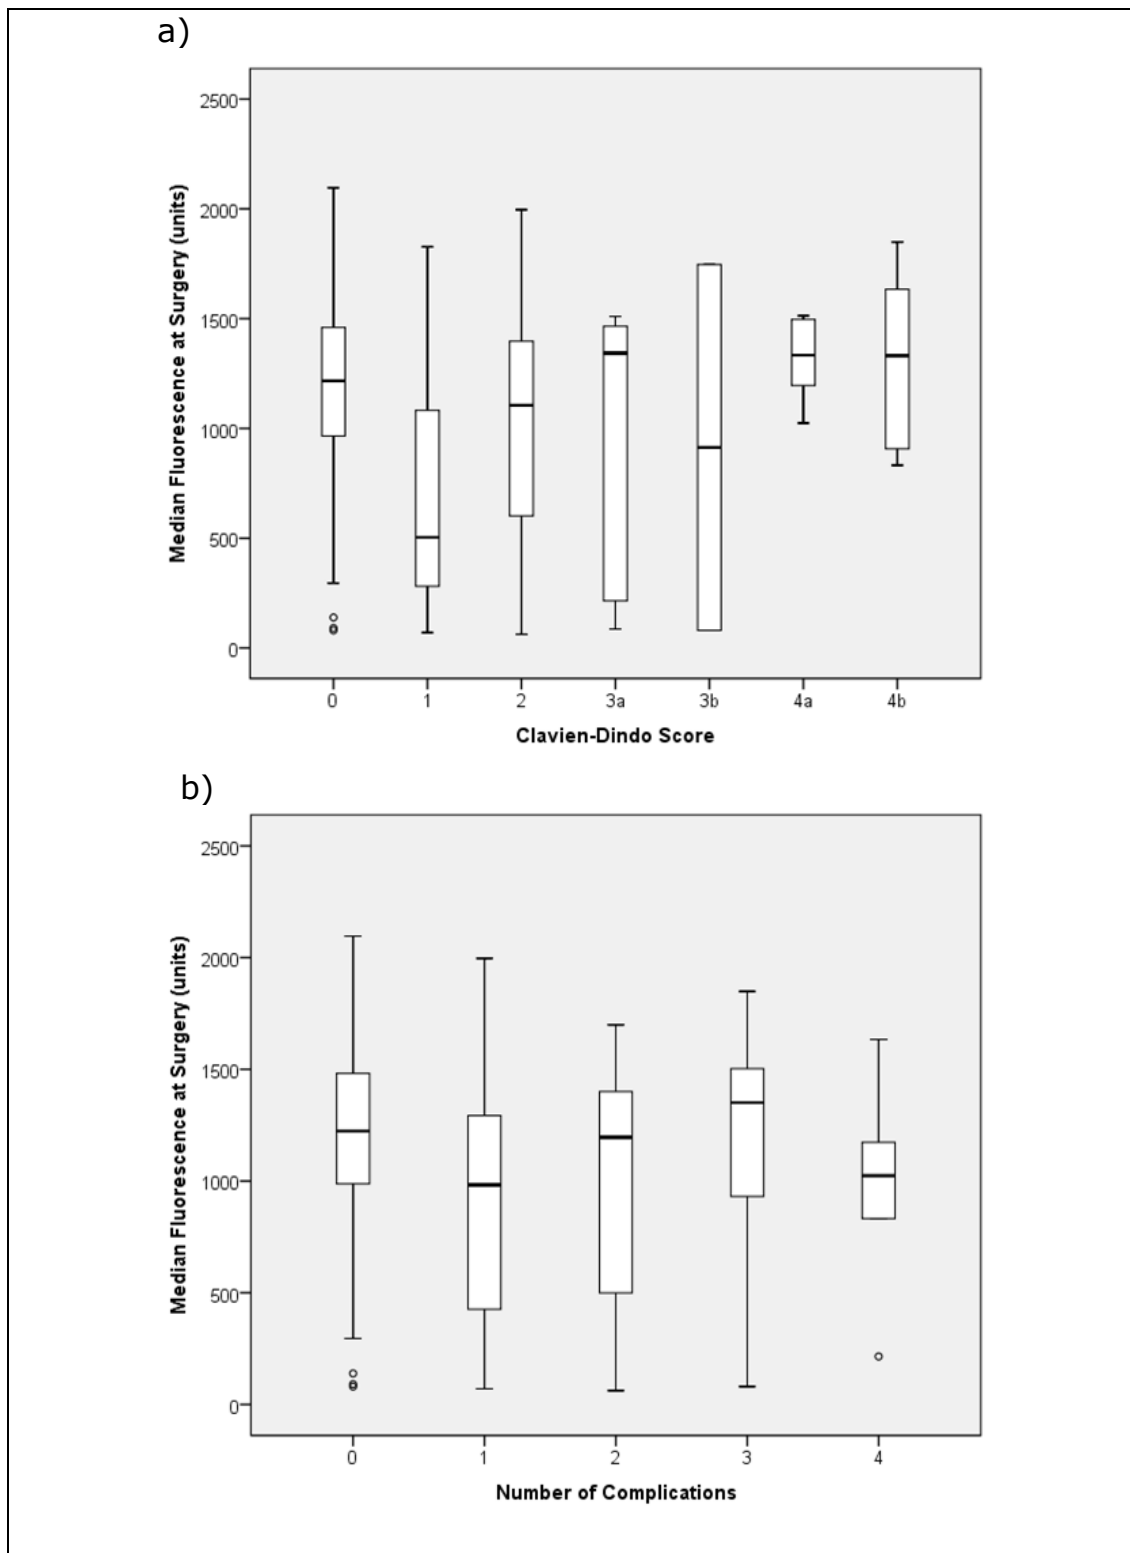 a)
2500
2000
1500
1000
500
0
Median Fluorescence at Surgery (units)
0 1 2 3a 3b 4a 4b
Clavien-Dindo Score
b)
2500
2000
1500
1000
500
0
Median Fluorescence at Surgery (units)
0 1 2 3 4
Number of Complications